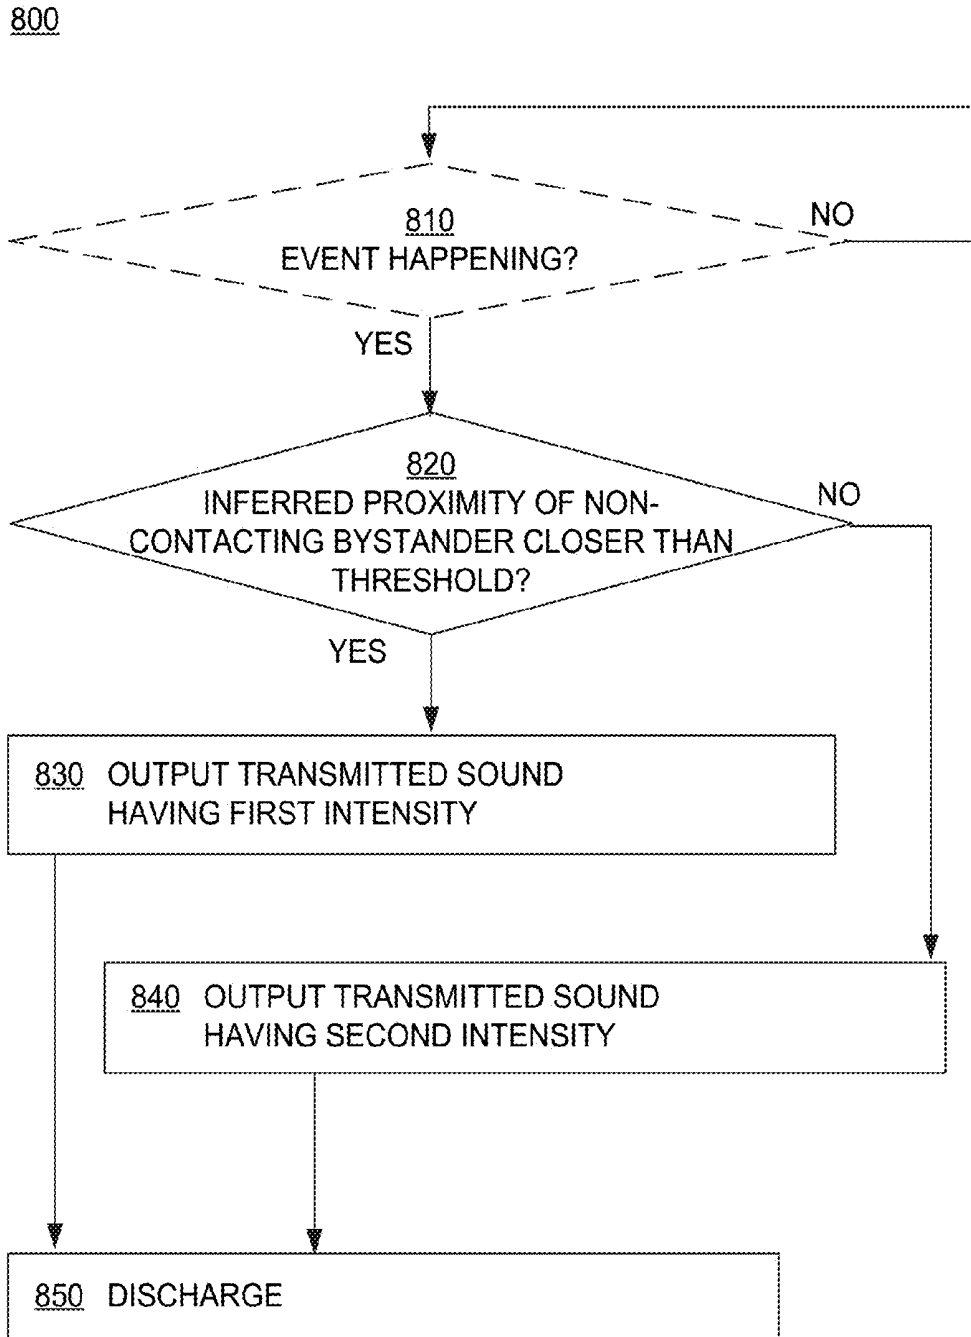 800
810
EVENT HAPPENING?
NO
YES
820
INFERRED PROXIMITY OF NON-
CONTACTING BYSTANDER CLOSER THAN
THRESHOLD?
NO
YES
830 OUTPUT TRANSMITTED SOUND
HAVING FIRST INTENSITY
840 OUTPUT TRANSMITTED SOUND
HAVING SECOND INTENSITY
850 DISCHARGE